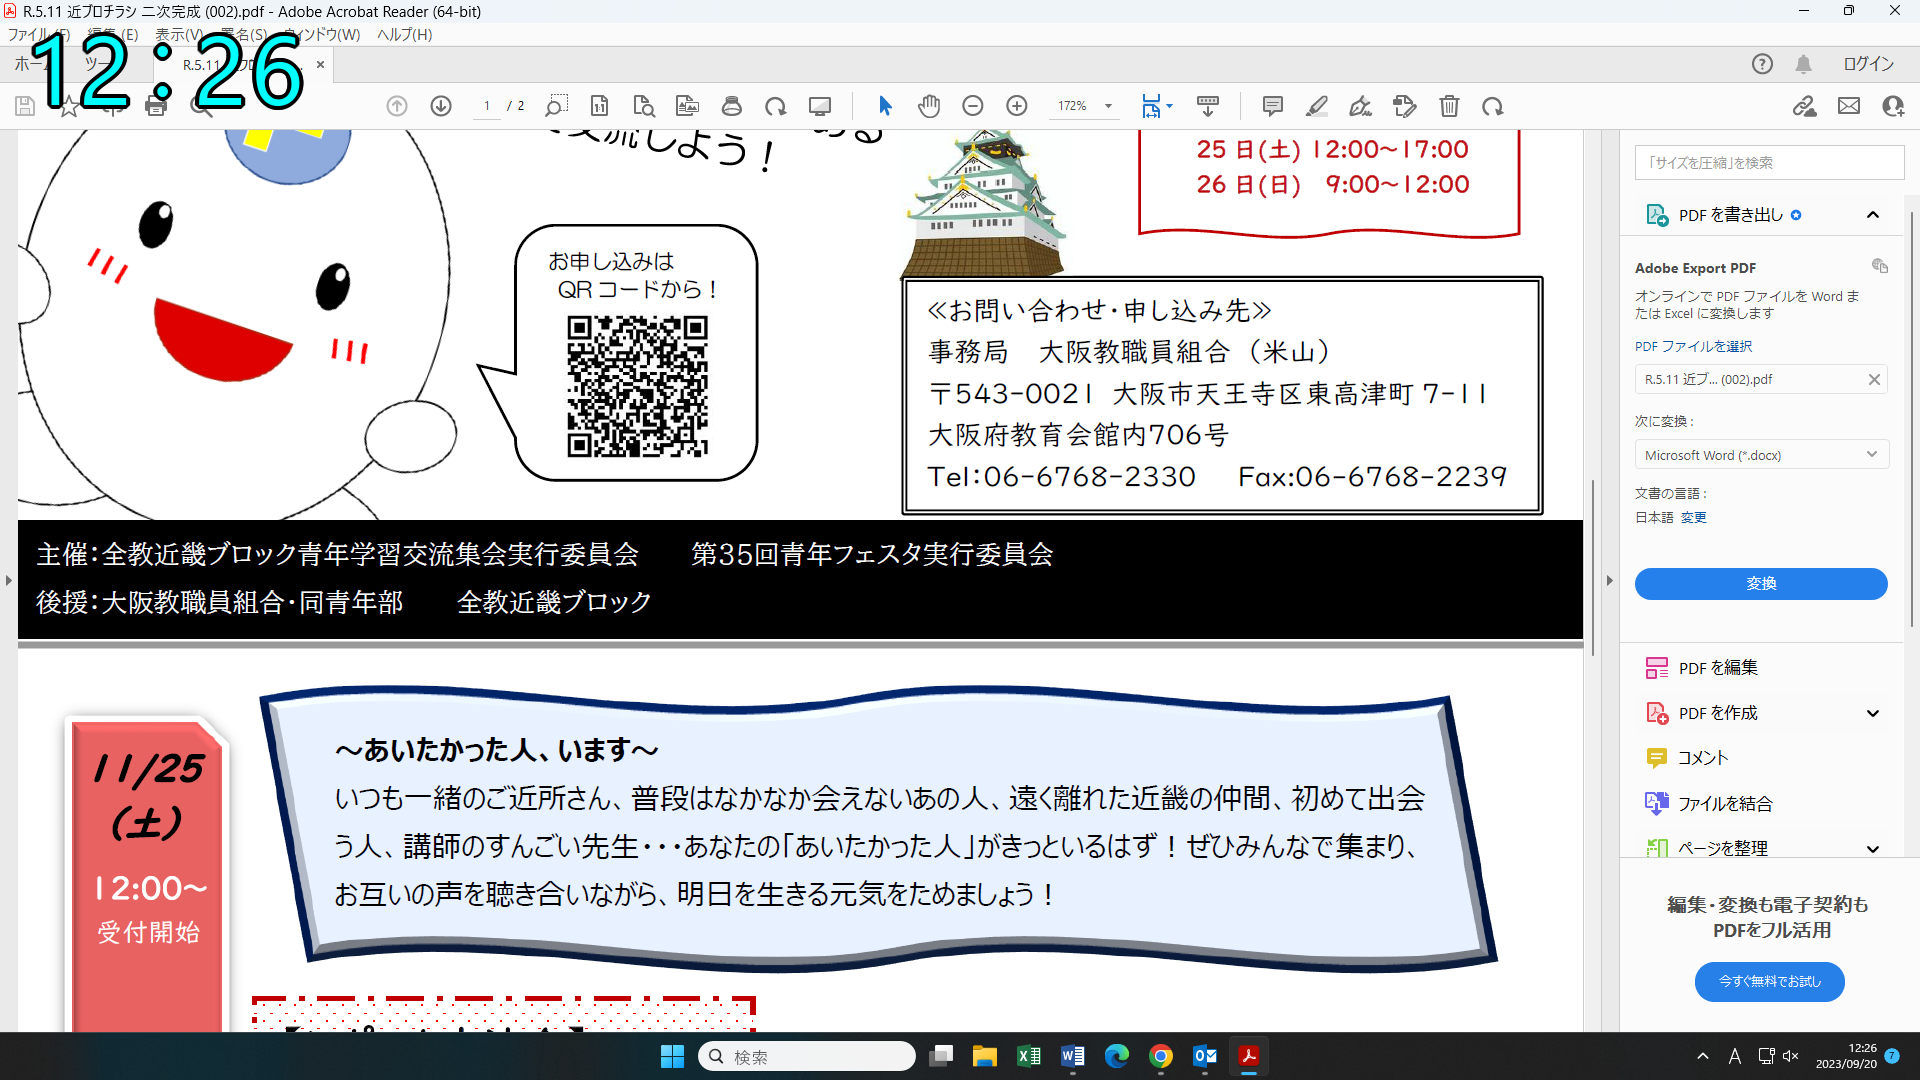 R.5.11 近プロチラシ 二次完成 (002).pdf - Adobe Acrobat Reader (64-bit)
表示(V)
ウィンドウ(W) ヘルプ(H)
12:26
R.5.11
ログイン
1 / 2
172%
交流しよう！
ある
25 日(土) 12:00～17:00
26 日(日) 9:00～12:00
お申し込みは
QR コードから！
≪お問い合わせ・申し込み先≫
事務局 大阪教職員組合（米山）
〒543-0021 大阪市天王寺区東高津町 7-11
大阪府教育会館内706号
Tel:06-6768-2330 Fax:06-6768-2239
主催：全教近畿ブロック青年学習交流集会実行委員会 第35回青年フェスタ実行委員会
後援：大阪教職員組合・同青年部 全教近畿ブロック
11/25
(土)
12:00～
受付開始
～あいたかった人、います～
いつも一緒のご近所さん、普段はなかなか会えないあの人、遠く離れた近畿の仲間、初めて出会
う人、講師のすんごい先生・・・あなたの「あいたかった人」がきっといるはず！ぜひみんなで集まり、
お互いの声を聴き合いながら、明日を生きる元気をためましょう！
「サイズを圧縮」を検索
PDF を書き出し
Adobe Export PDF
オンラインで PDF ファイルを Word ま
たは Excel に変換します
PDF ファイルを選択
R.5.11 近プ... (002).pdf
次に変換 :
Microsoft Word (*.docx)
文書の言語 :
日本語 変更
変換
PDF を編集
PDF を作成
コメント
ファイルを結合
ページを整理
編集・変換も電子契約も
PDFをフル活用
今すぐ無料でお試し
検索
A
12:26
2023/09/20
7